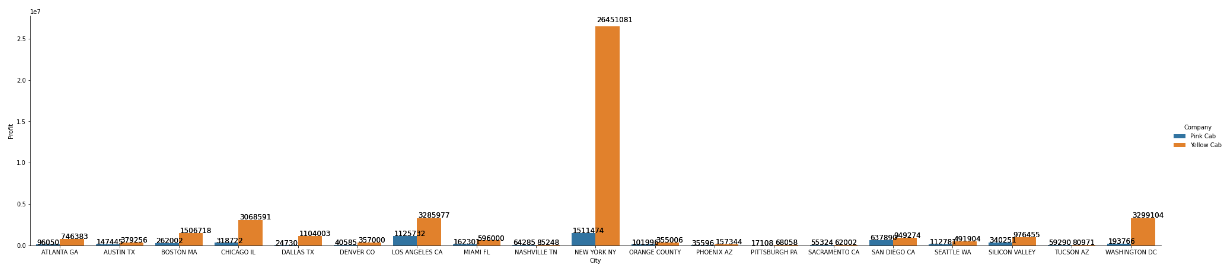 1e7
2.5
2.0
1.5
1.0
0.5
0.0
Profit
96050 746383 147445 379256 262002 1506718 318722 3068591 24730 1104003 40585 357000 1125732 3285977 162301 596000 64285 85248 1511474 26451081 101996 355006 35596 157344 17108 68058 55324 62002 637890 949274 112781 491904 340251 976455 59290 80971 193766 3299104
ATLANTA GA AUSTIN TX BOSTON MA CHICAGO IL DALLAS TX DENVER CO LOS ANGELES CA MIAMI FL NASHVILLE TN NEW YORK NY ORANGE COUNTY PHOENIX AZ PITTSBURGH PA SACRAMENTO CA SAN DIEGO CA SEATTLE WA SILICON VALLEY TUCSON AZ WASHINGTON DC
City
Company
Pink Cab
Yellow Cab